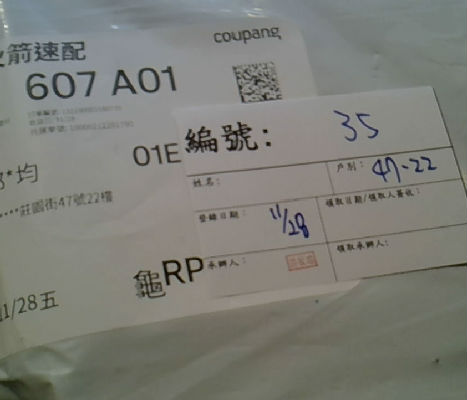 火箭速配
coupang
607 A01
01E
*均
莊園街47號22樓
龜RP
11/28五
編號: 35
姓名:
戶別: 47-22
登錄日期: 11/28
領取日期/領取人簽收:
承辦人:
領取承辦人: